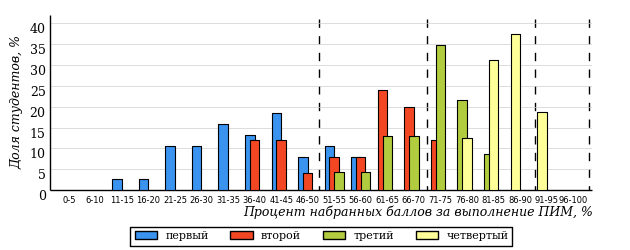 Доля студентов, %
40
35
30
25
20
15
10
5
0
0-5 6-10 11-15 16-20 21-25 26-30 31-35 36-40 41-45 46-50 51-55 56-60 61-65 66-70 71-75 76-80 81-85 86-90 91-95 96-100
Процент набранных баллов за выполнение ПИМ, %
первый второй третий четвертый